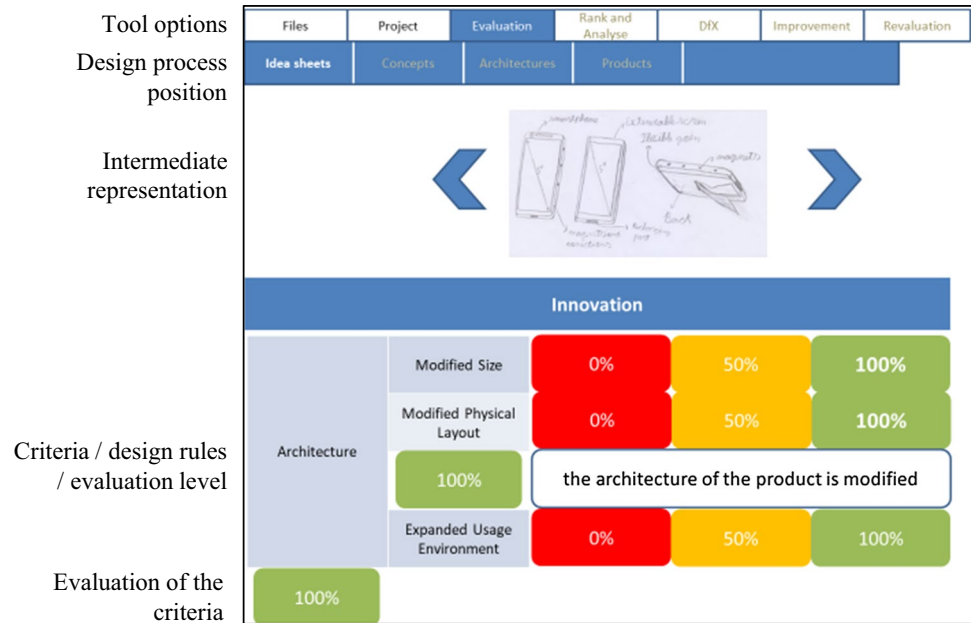 Tool options
Files Project Evaluation Rank and Analyse DfX Improvement Revaluation
Design process position
Idea sheets Concepts Architectures Products
Intermediate representation
smartphone
magnets
Back
Innovation
Criteria / design rules / evaluation level
Architecture
Modified Size 0% 50% 100%
Modified Physical Layout 0% 50% 100%
100% the architecture of the product is modified
Expanded Usage Environment 0% 50% 100%
Evaluation of the criteria
100%